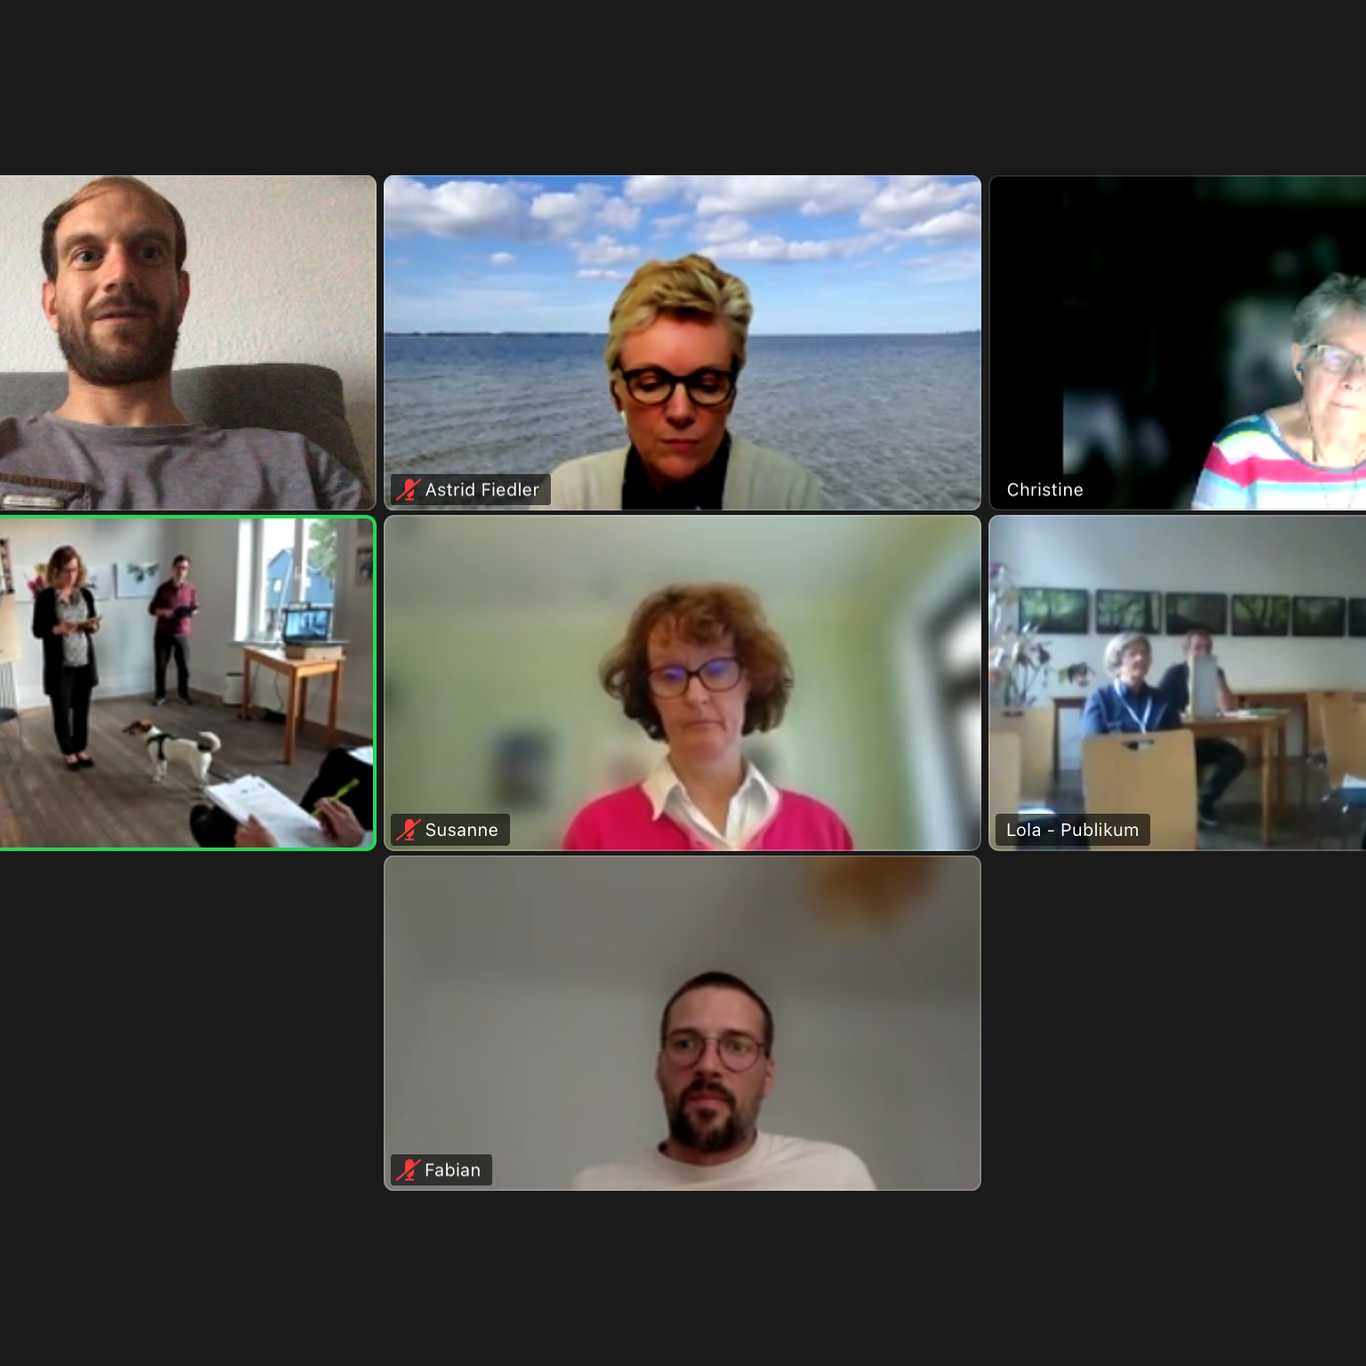 Astrid Fiedler
Christine
Susanne
Lola - Publikum
Fabian